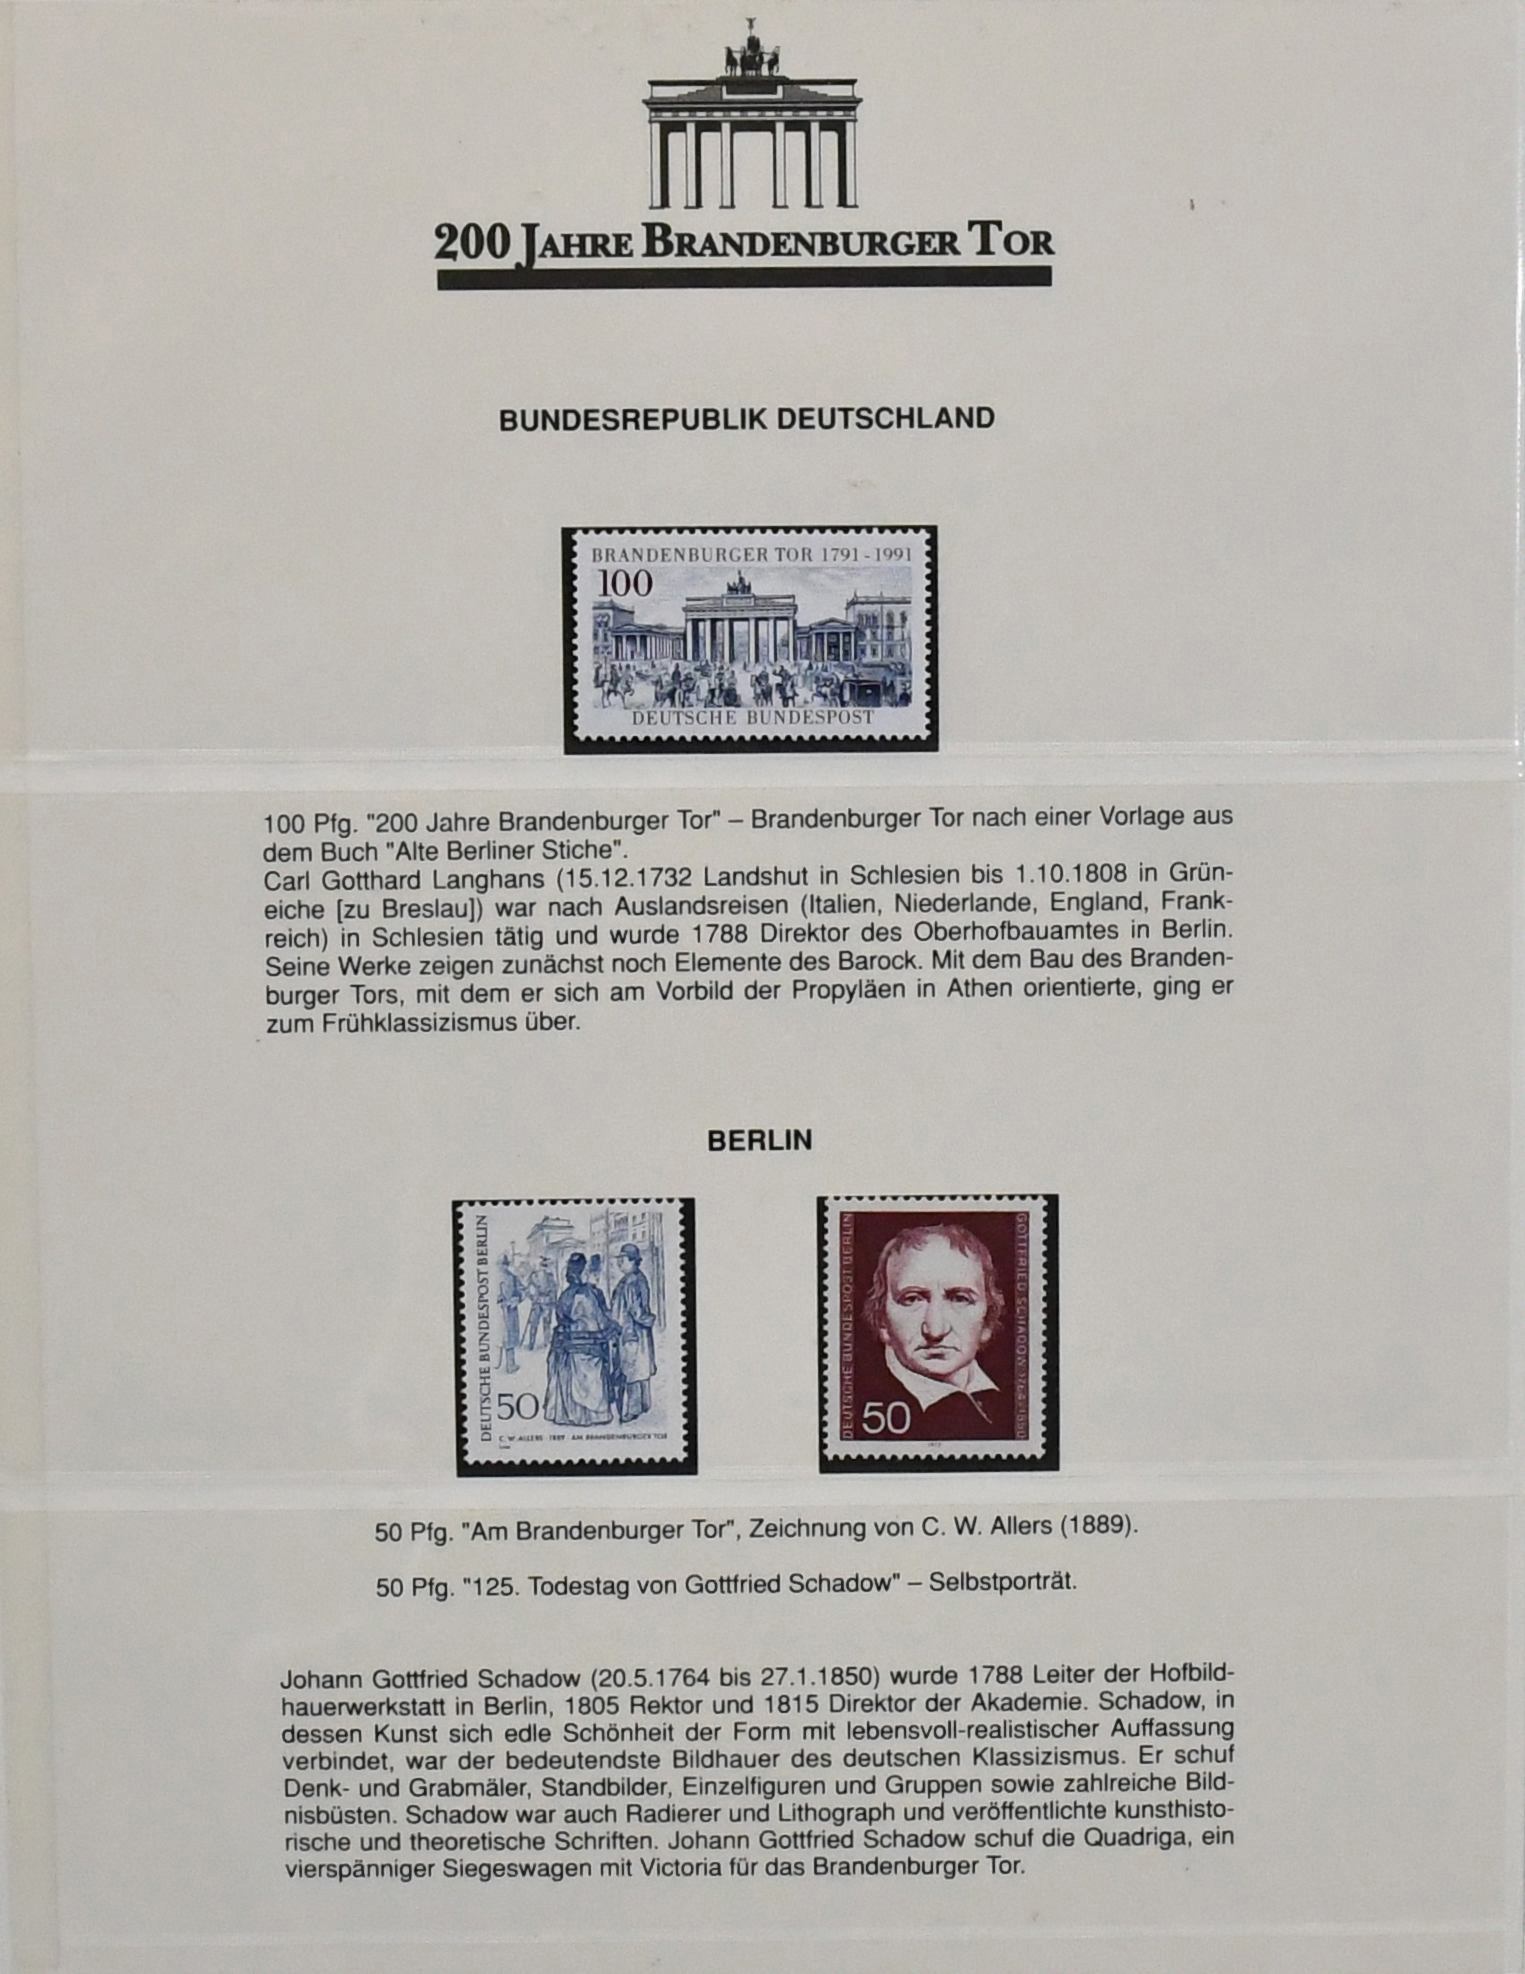 200 JAHRE BRANDENBURGER TOR
BUNDESREPUBLIK DEUTSCHLAND
BRANDENBURGER TOR 1791-1991
100
DEUTSCHE BUNDESPOST
100 Pfg. "200 Jahre Brandenburger Tor" – Brandenburger Tor nach einer Vorlage aus
dem Buch "Alte Berliner Stiche".
Carl Gotthard Langhans (15.12.1732 Landshut in Schlesien bis 1.10.1808 in Grün-
eiche [zu Breslau]) war nach Auslandsreisen (Italien, Niederlande, England, Frank-
reich) in Schlesien tätig und wurde 1788 Direktor des Oberhofbauamtes in Berlin.
Seine Werke zeigen zunächst noch Elemente des Barock. Mit dem Bau des Branden-
burger Tors, mit dem er sich am Vorbild der Propyläen in Athen orientierte, ging er
zum Frühklassizismus über.
BERLIN
DEUTSCHE BUNDESPOST BERLIN
50
C. W. ALLERS · 1889 · AM BRANDENBURGER TOR
DEUTSCHE BUNDESPOST BERLIN
GOTTFRIED SCHADOW 1764-1850
50
50 Pfg. "Am Brandenburger Tor", Zeichnung von C. W. Allers (1889).
50 Pfg. "125. Todestag von Gottfried Schadow" – Selbstporträt.
Johann Gottfried Schadow (20.5.1764 bis 27.1.1850) wurde 1788 Leiter der Hofbild-
hauerwerkstatt in Berlin, 1805 Rektor und 1815 Direktor der Akademie. Schadow, in
dessen Kunst sich edle Schönheit der Form mit lebensvoll-realistischer Auffassung
verbindet, war der bedeutendste Bildhauer des deutschen Klassizismus. Er schuf
Denk- und Grabmäler, Standbilder, Einzelfiguren und Gruppen sowie zahlreiche Bild-
nisbüsten. Schadow war auch Radierer und Lithograph und veröffentlichte kunsthisto-
rische und theoretische Schriften. Johann Gottfried Schadow schuf die Quadriga, ein
vierspänniger Siegeswagen mit Victoria für das Brandenburger Tor.